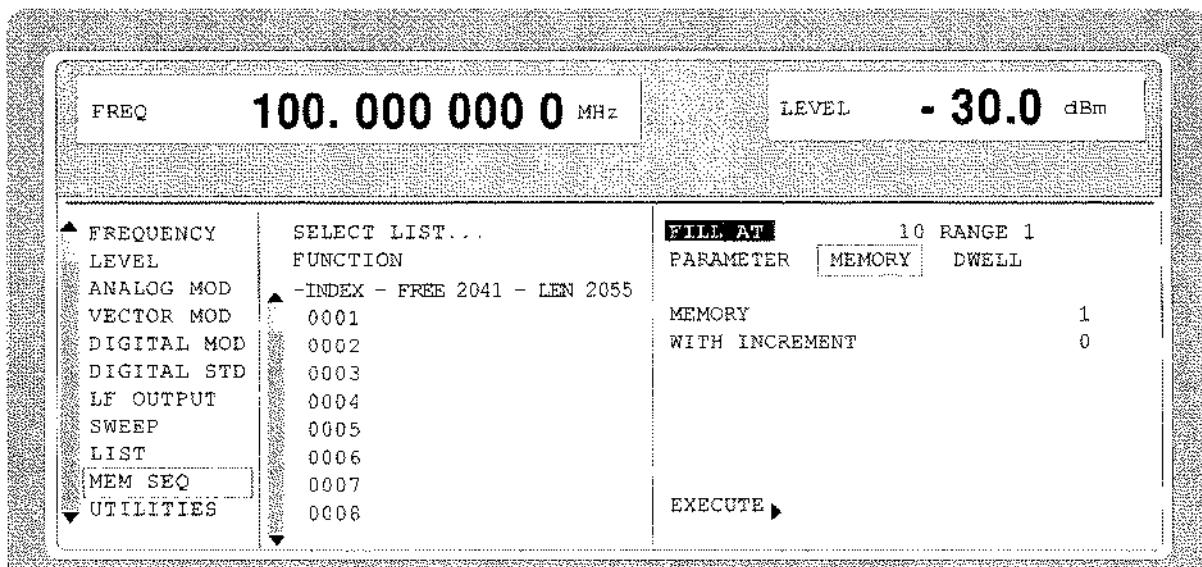 FREQ 100. 000 000 0 MHz
LEVEL - 30.0 dBm
FREQUENCY
LEVEL
ANALOG MOD
VECTOR MOD
DIGITAL MOD
DIGITAL STD
LF OUTPUT
SWEEP
LIST
MEM SEQ
UTILITIES
SELECT LIST...
FUNCTION
-INDEX - FREE 2041 - LEN 2055
0001
0002
0003
0004
0005
0006
0007
0008
FILL AT 10 RANGE 1
PARAMETER MEMORY DWELL
MEMORY 1
WITH INCREMENT 0
EXECUTE